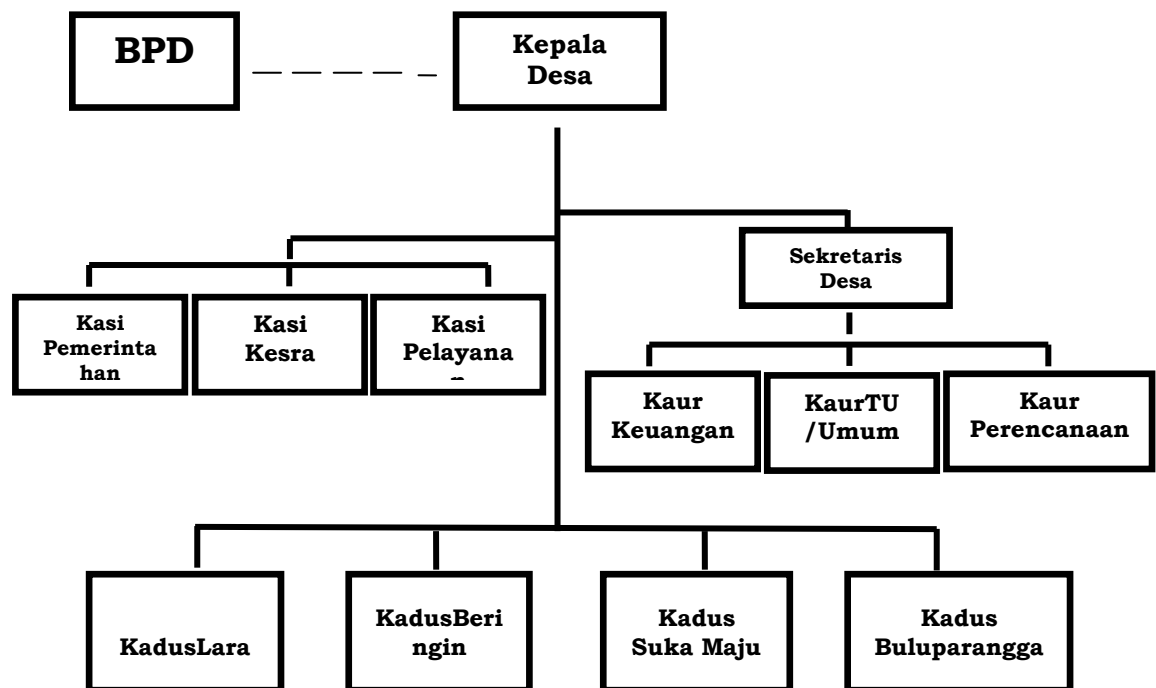 BPD
Kepala
Desa
Sekretaris
Desa
Kasi
Pemerinta
han
Kasi
Kesra
Kasi
Pelayana
n
Kaur
Keuangan
KaurTU
/Umum
Kaur
Perencanaan
KadusLara
KadusBeri
ngin
Kadus
Suka Maju
Kadus
Buluparangga